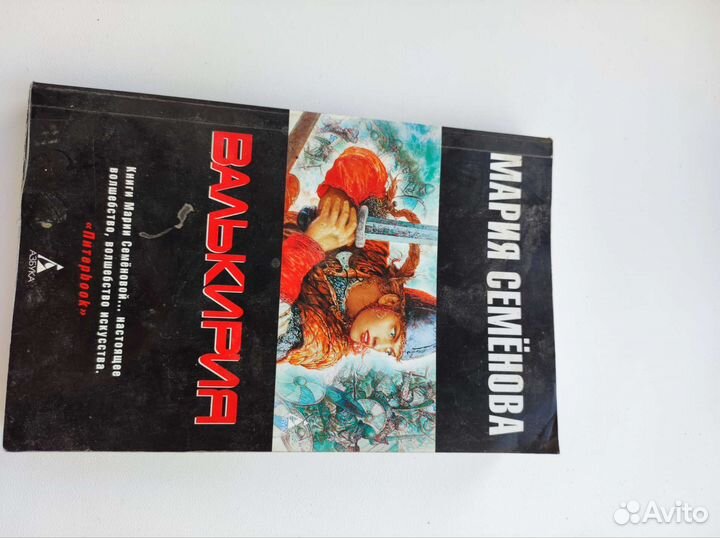 МАРИЯ СЕМЁНОВА
ВАЛЬКИРИЯ
Книги Марии Семёновой... настоящее
волшебство, волшебство искусства.
«Питерbook»
АЗБУКА
Avito